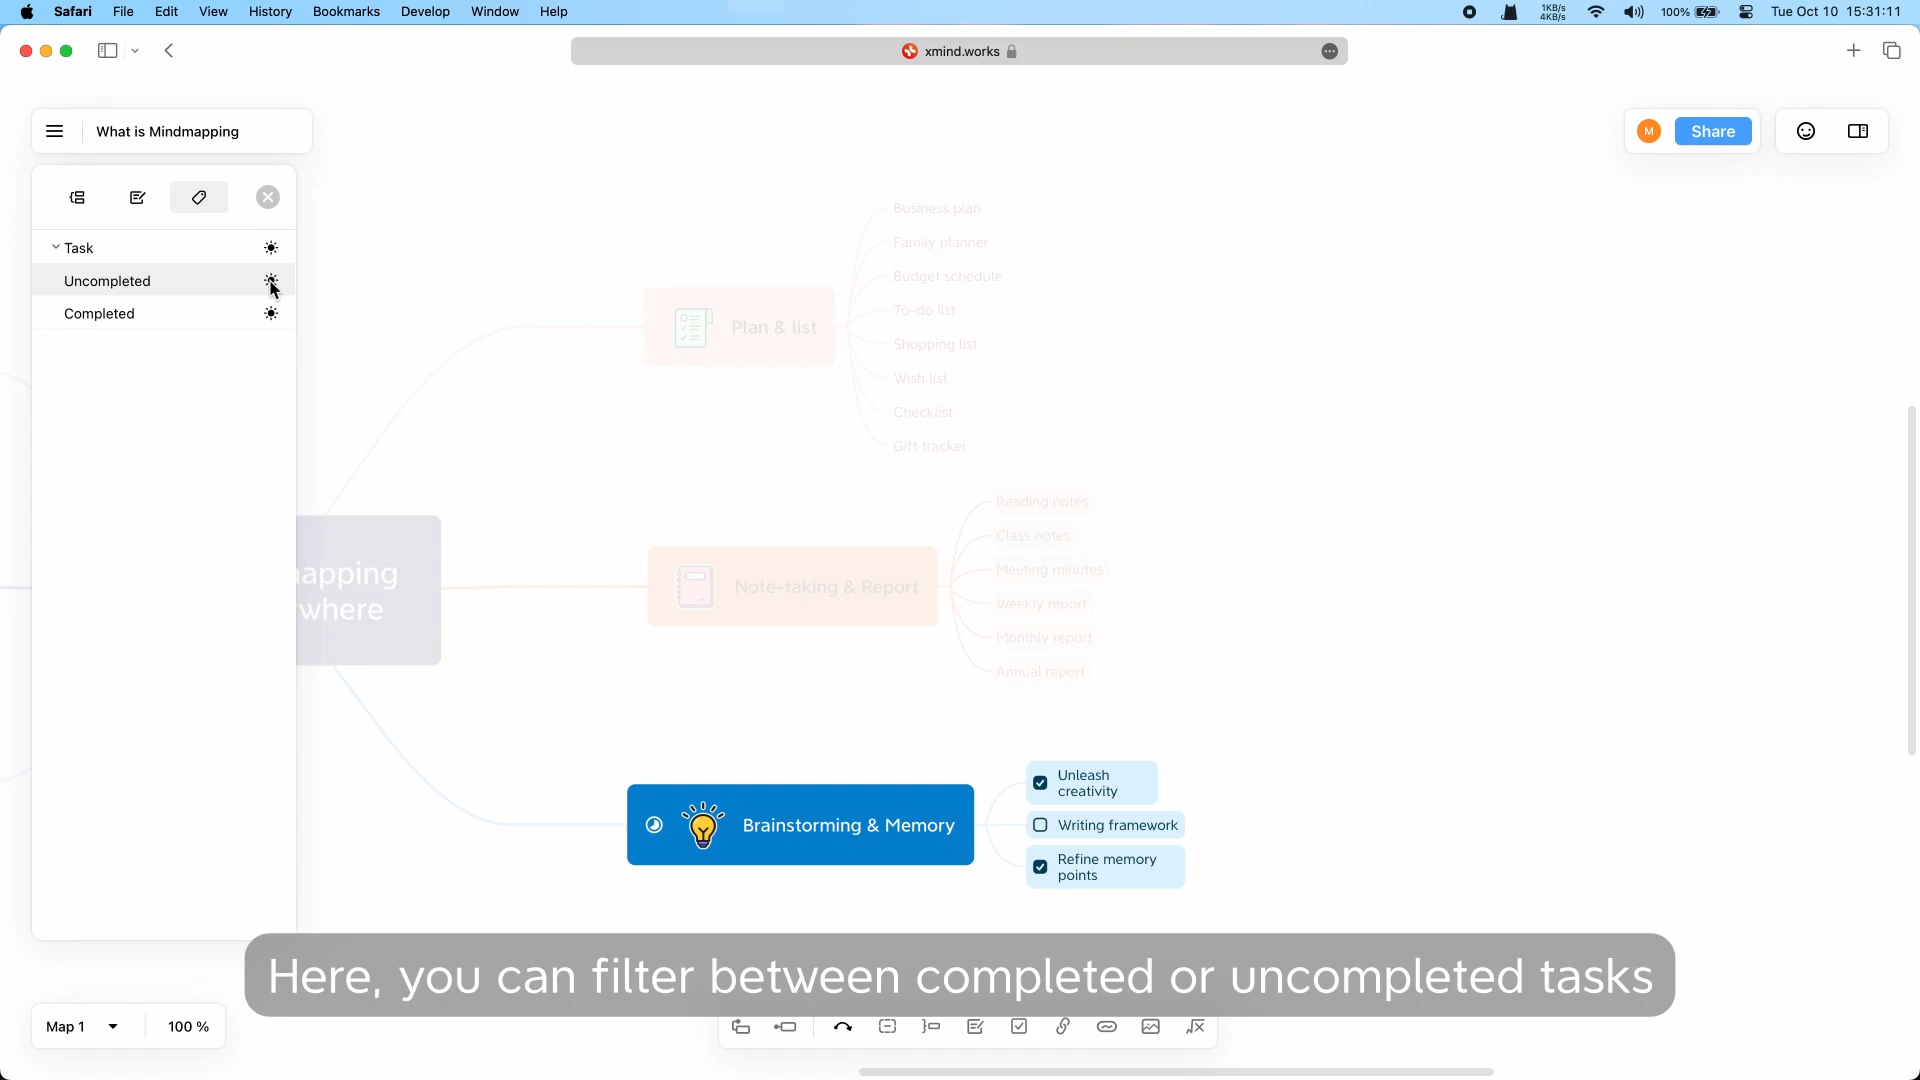 Safari File Edit View History Bookmarks Develop Window Help
1KB/s
4KB/s
100%
Tue Oct 10 15:31:11
xmind.works
What is Mindmapping
M
Share
Task
Uncompleted
Completed
Business plan
Family planner
Budget schedule
To-do list
Plan & list
Shopping list
Wish list
Checklist
Gift tracker
Reading notes
Class notes
Meeting minutes
apping
where
Note-taking & Report
Weekly report
Monthly report
Annual report
Unleash
creativity
Brainstorming & Memory
Writing framework
Refine memory
points
Here, you can filter between completed or uncompleted tasks
Map 1
100 %